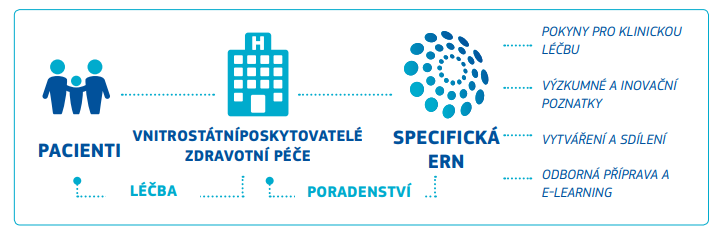 H
PACIENTI
VNITROSTÁTNÍPOSKYTOVATELÉ
ZDRAVOTNÍ PÉČE
SPECIFICKÁ
ERN
POKYNY PRO KLINICKOU
LÉČBU
VÝZKUMNÉ A INOVAČNÍ
POZNATKY
VYTVÁŘENÍ A SDÍLENÍ
ODBORNÁ PŘÍPRAVA A
E-LEARNING
LÉČBA
PORADENSTVÍ